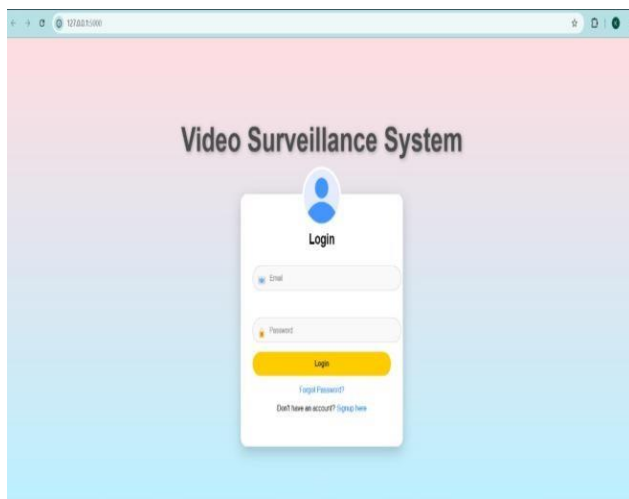 127.0.0.1:5000
Video Surveillance System
Login
Email
Password
Login
Forgot Password?
Don't have an account? Signup here